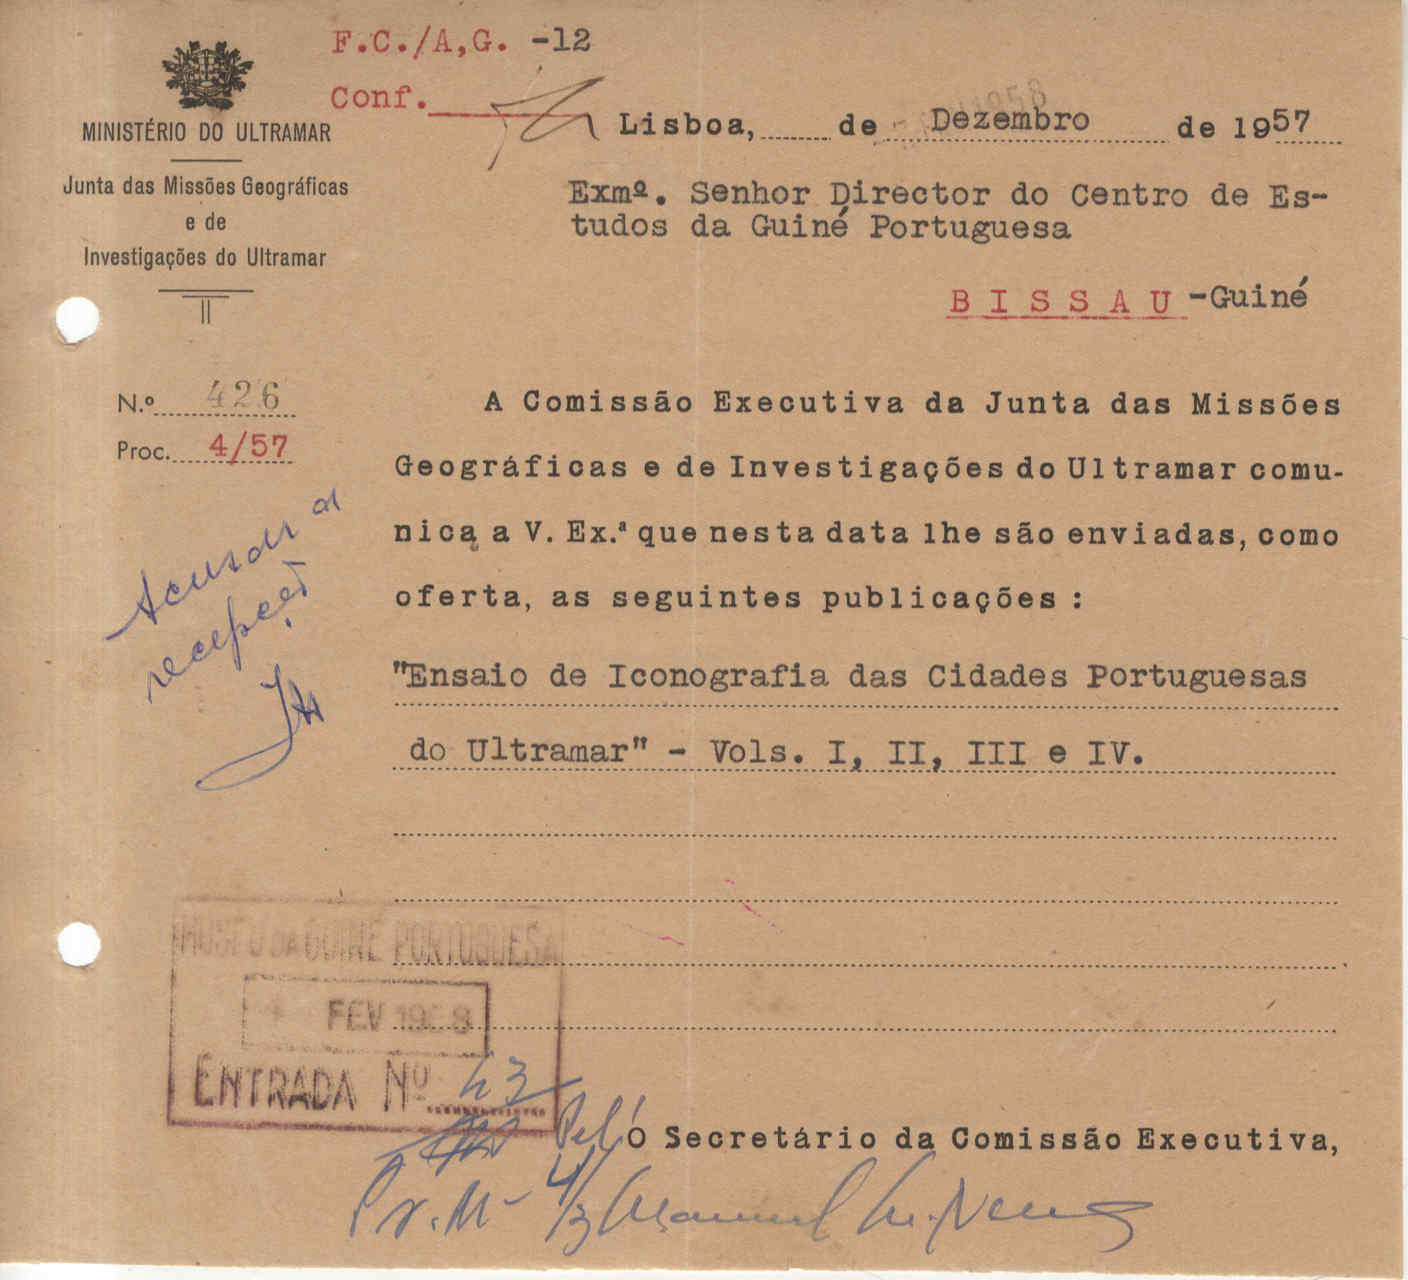 F.C./A,G. -12
Conf.
MINISTÉRIO DO ULTRAMAR
Junta das Missões Geográficas
e de
Investigações do Ultramar
Lisboa, de Dezembro de 1957
Exmº. Senhor Director do Centro de Es-
tudos da Guiné Portuguesa
BISSAU -Guiné
N.º 426
Proc. 4/57
Acusar a
recepção
A Comissão Executiva da Junta das Missões
Geográficas e de Investigações do Ultramar comu-
nica a V. Ex.ª que nesta data lhe são enviadas, como
oferta, as seguintes publicações :
"Ensaio de Iconografia das Cidades Portuguesas
do Ultramar" - Vols. I, II, III e IV.
MUSEU DA GUINÉ PORTUGUESA
FEV 1958
ENTRADA Nº 43
Pel'O Secretário da Comissão Executiva,
Manuel